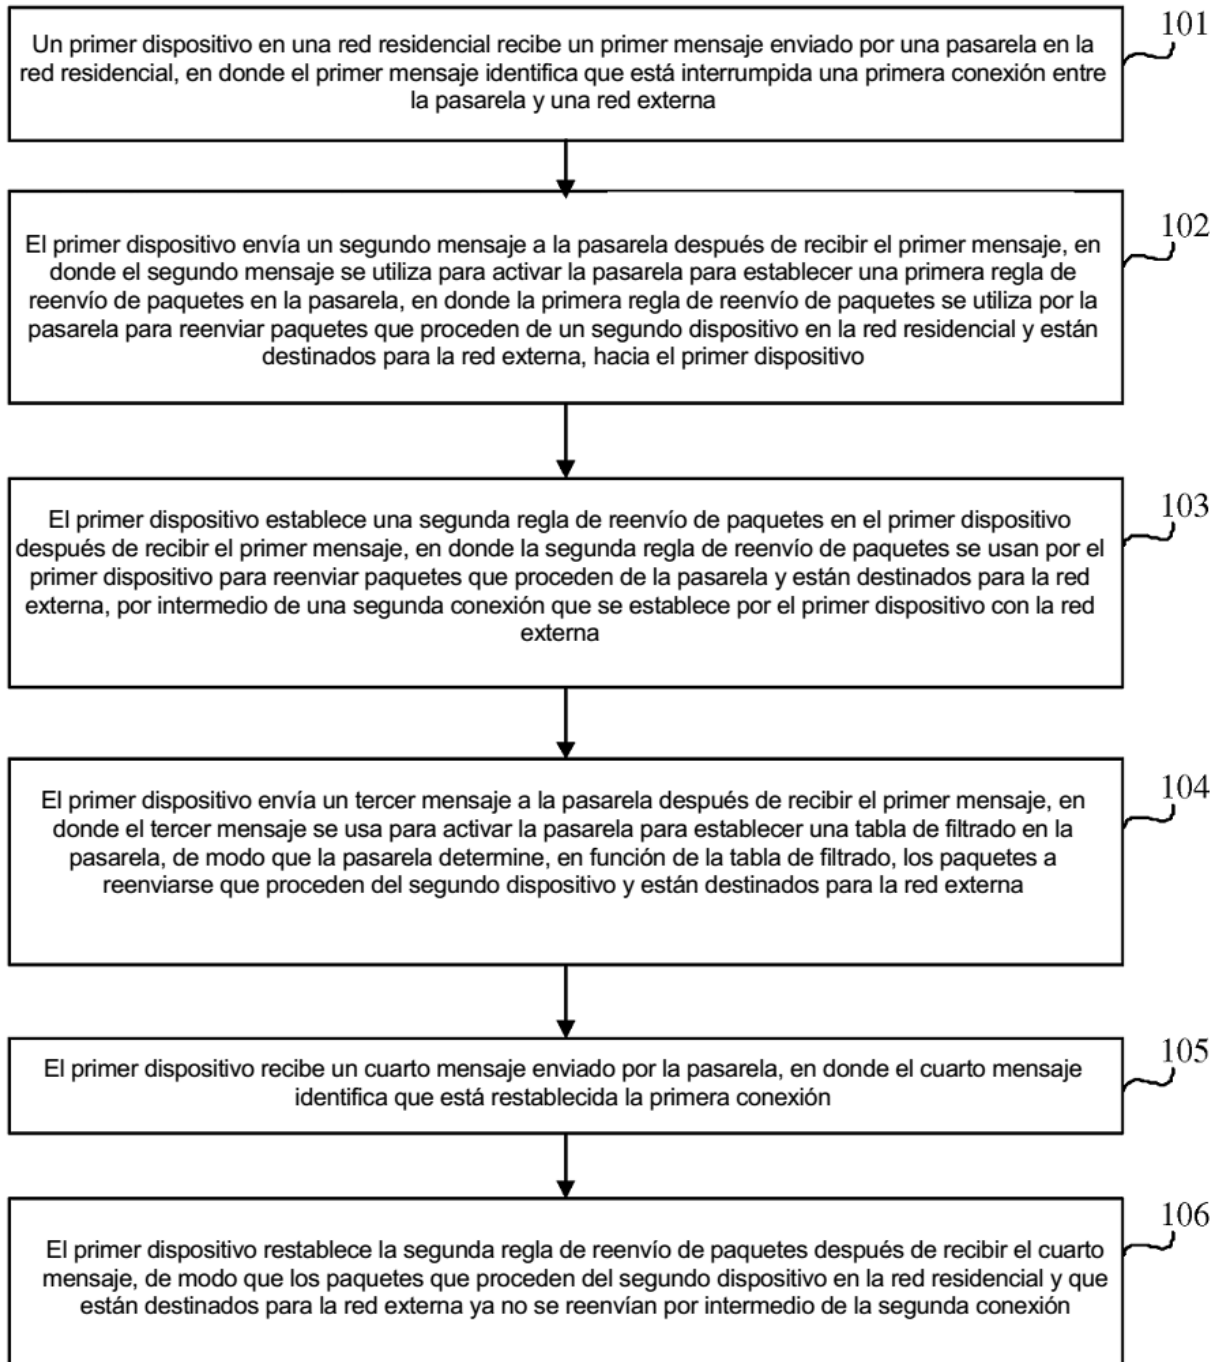 101
Un primer dispositivo en una red residencial recibe un primer mensaje enviado por una pasarela en la
red residencial, en donde el primer mensaje identifica que está interrumpida una primera conexión entre
la pasarela y una red externa
102
El primer dispositivo envía un segundo mensaje a la pasarela después de recibir el primer mensaje, en
donde el segundo mensaje se utiliza para activar la pasarela para establecer una primera regla de
reenvío de paquetes en la pasarela, en donde la primera regla de reenvío de paquetes se utiliza por la
pasarela para reenviar paquetes que proceden de un segundo dispositivo en la red residencial y están
destinados para la red externa, hacia el primer dispositivo
103
El primer dispositivo establece una segunda regla de reenvío de paquetes en el primer dispositivo
después de recibir el primer mensaje, en donde la segunda regla de reenvío de paquetes se usan por el
primer dispositivo para reenviar paquetes que proceden de la pasarela y están destinados para la red
externa, por intermedio de una segunda conexión que se establece por el primer dispositivo con la red
externa
104
El primer dispositivo envía un tercer mensaje a la pasarela después de recibir el primer mensaje, en
donde el tercer mensaje se usa para activar la pasarela para establecer una tabla de filtrado en la
pasarela, de modo que la pasarela determine, en función de la tabla de filtrado, los paquetes a
reenviarse que proceden del segundo dispositivo y están destinados para la red externa
105
El primer dispositivo recibe un cuarto mensaje enviado por la pasarela, en donde el cuarto mensaje
identifica que está restablecida la primera conexión
106
El primer dispositivo restablece la segunda regla de reenvío de paquetes después de recibir el cuarto
mensaje, de modo que los paquetes que proceden del segundo dispositivo en la red residencial y que
están destinados para la red externa ya no se reenvían por intermedio de la segunda conexión